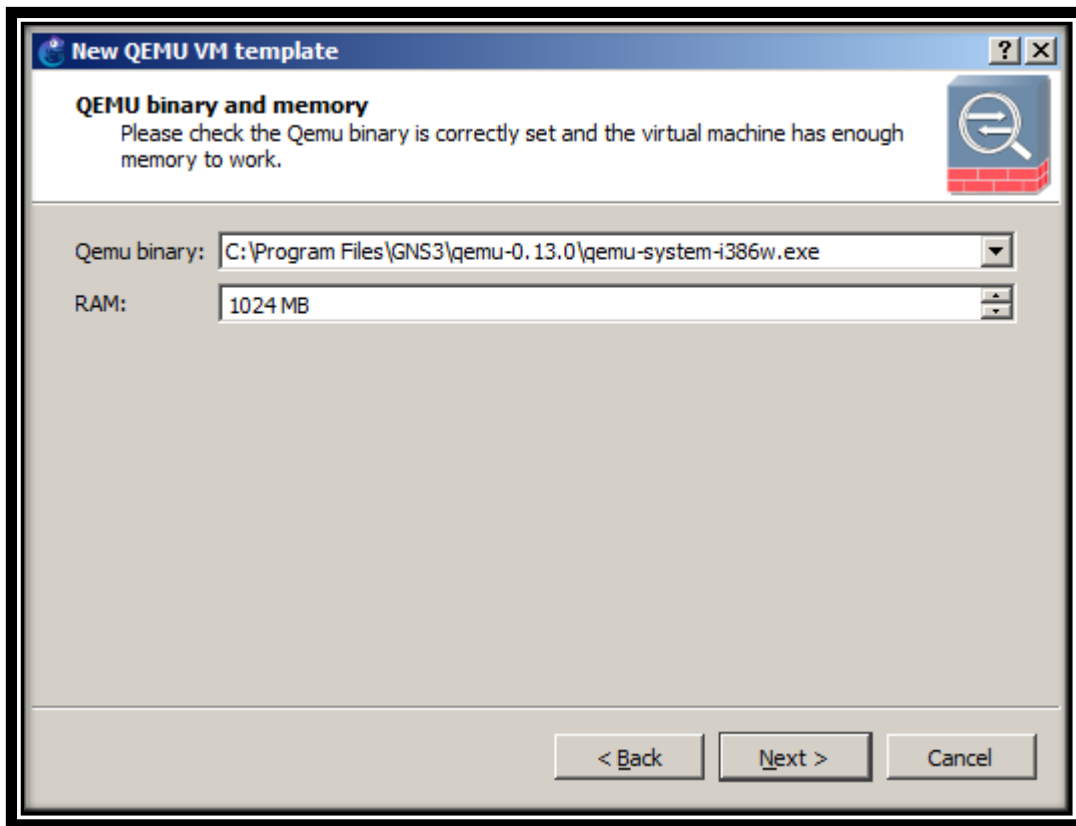 New QEMU VM template
QEMU binary and memory
Please check the Qemu binary is correctly set and the virtual machine has enough
memory to work.
Qemu binary: C:\Program Files\GNS3\qemu-0.13.0\qemu-system-i386w.exe
RAM: 1024 MB
< Back Next > Cancel